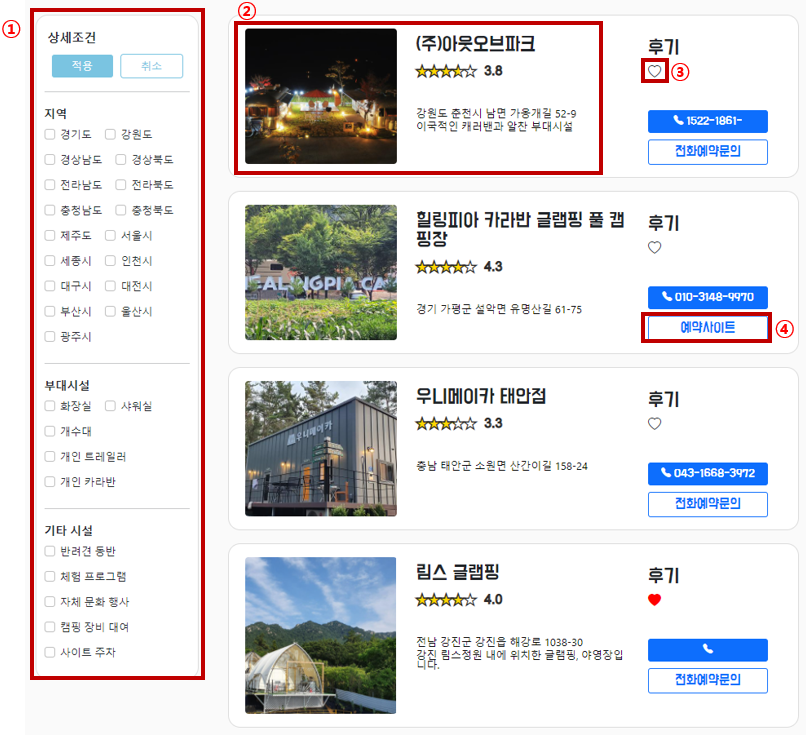 ①
상세조건
적용 취소
지역
경기도 강원도
경상남도 경상북도
전라남도 전라북도
충청남도 충청북도
제주도 서울시
세종시 인천시
대구시 대전시
부산시 울산시
광주시
부대시설
화장실 샤워실
개수대
개인 트레일러
개인 카라반
기타 시설
반려견 동반
체험 프로그램
자체 문화 행사
캠핑 장비 대여
사이트 주자
②
(주)아웃오브파크
3.8
강원도 춘천시 남면 가옹개길 52-9
이국적인 캐러밴과 알찬 부대시설
후기
③
1522-1861-
전화예약문의
힐링피아 카라반 글램핑 풀 캠
핑장
4.3
경기 가평군 설악면 유명산길 61-75
후기
010-3148-9970
예약사이트
④
우니메이카 태안점
3.3
충남 태안군 소원면 산간이길 158-24
우니메이카
후기
043-1668-3972
전화예약문의
림스 글램핑
4.0
전남 강진군 강진읍 해강로 1038-30
강진 림스정원 내에 위치한 글램핑, 야영장입
니다.
후기
전화예약문의